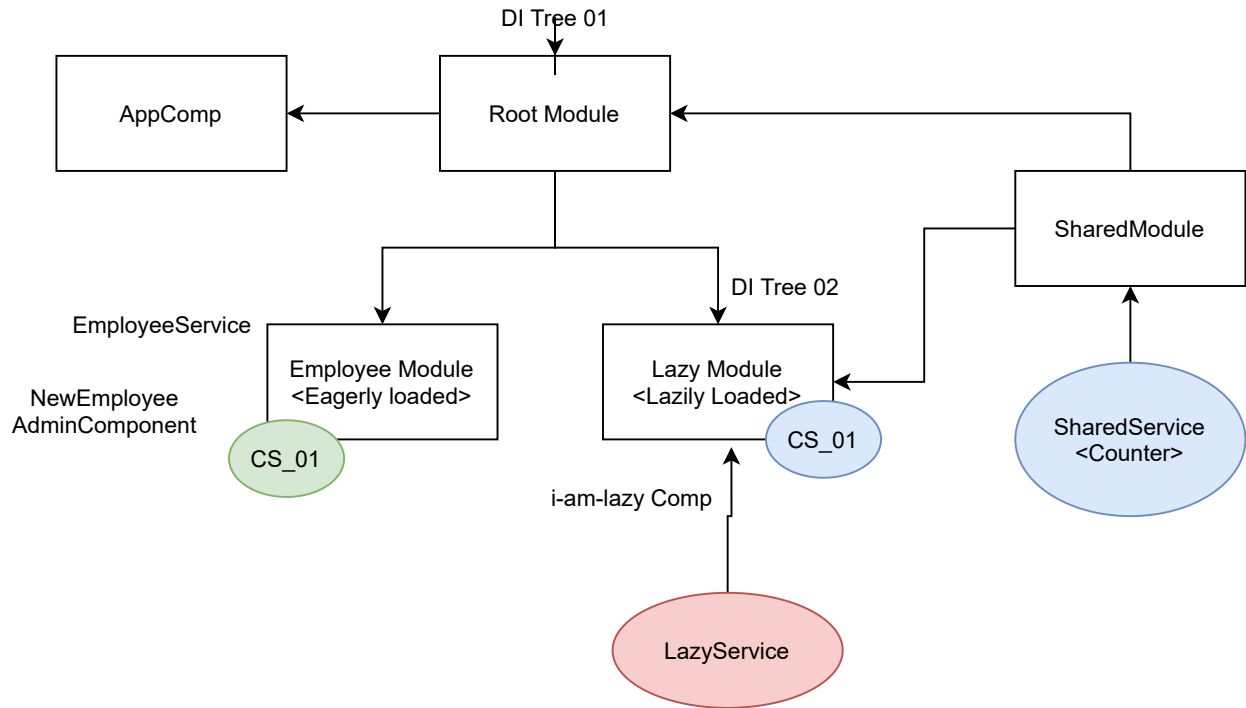 DI Tree 01
AppComp
Root Module
SharedModule
DI Tree 02
EmployeeService
Employee Module
<Eagerly loaded>
Lazy Module
<Lazily Loaded>
NewEmployee
AdminComponent
CS_01
CS_01
SharedService
<Counter>
i-am-lazy Comp
LazyService